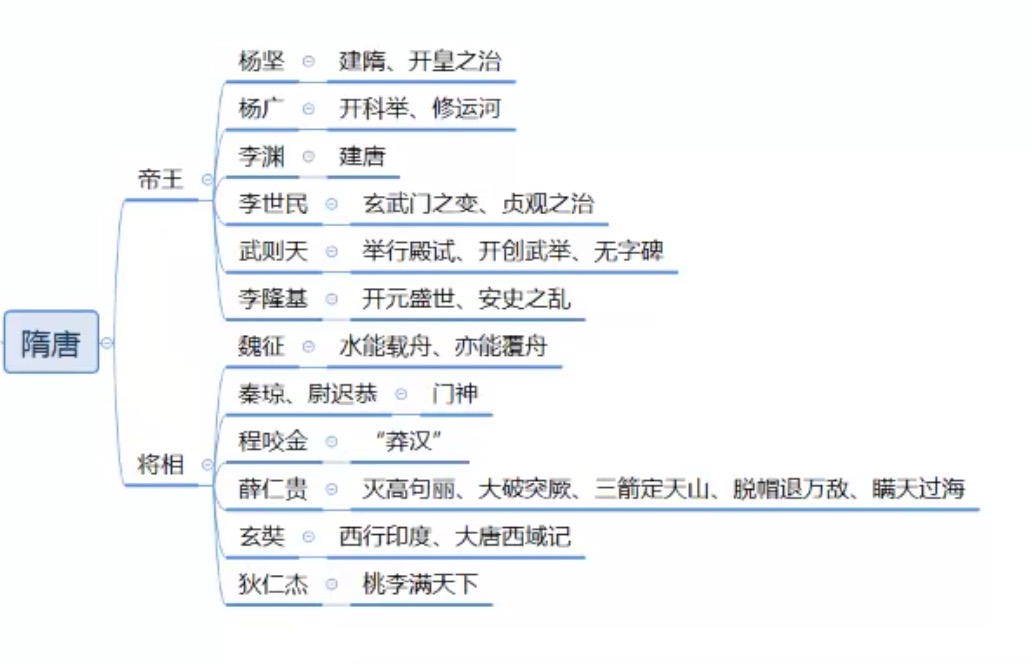 隋唐
帝王
杨坚 建隋、开皇之治
杨广 开科举、修运河
李渊 建唐
李世民 玄武门之变、贞观之治
武则天 举行殿试、开创武举、无字碑
李隆基 开元盛世、安史之乱
将相
魏征 水能载舟、亦能覆舟
秦琼、尉迟恭 门神
程咬金 “莽汉”
薛仁贵 灭高句丽、大破突厥、三箭定天山、脱帽退万敌、瞒天过海
玄奘 西行印度、大唐西域记
狄仁杰 桃李满天下